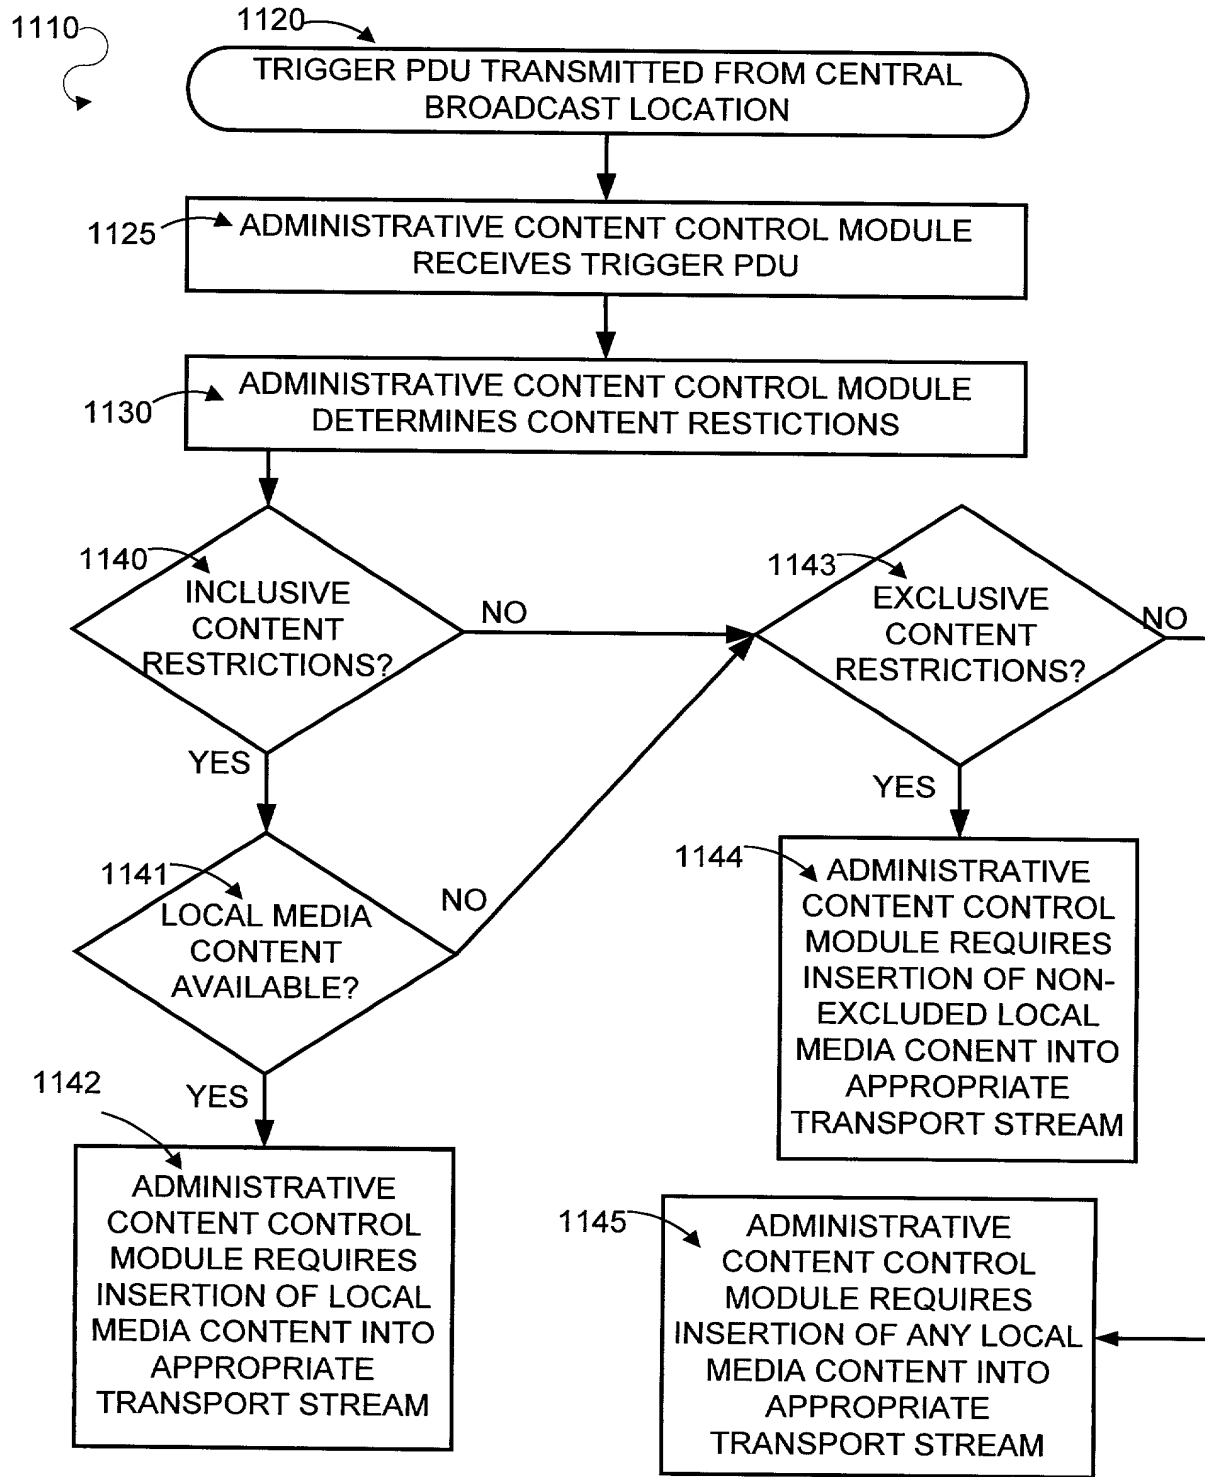 1110
1120
TRIGGER PDU TRANSMITTED FROM CENTRAL
BROADCAST LOCATION
1125
ADMINISTRATIVE CONTENT CONTROL MODULE
RECEIVES TRIGGER PDU
1130
ADMINISTRATIVE CONTENT CONTROL MODULE
DETERMINES CONTENT RESTICTIONS
1140
INCLUSIVE
CONTENT
RESTRICTIONS?
NO
YES
1143
EXCLUSIVE
CONTENT
RESTRICTIONS?
NO
YES
1141
LOCAL MEDIA
CONTENT
AVAILABLE?
NO
YES
1144
ADMINISTRATIVE
CONTENT CONTROL
MODULE REQUIRES
INSERTION OF NON-
EXCLUDED LOCAL
MEDIA CONENT INTO
APPROPRIATE
TRANSPORT STREAM
1142
ADMINISTRATIVE
CONTENT CONTROL
MODULE REQUIRES
INSERTION OF LOCAL
MEDIA CONTENT INTO
APPROPRIATE
TRANSPORT STREAM
1145
ADMINISTRATIVE
CONTENT CONTROL
MODULE REQUIRES
INSERTION OF ANY LOCAL
MEDIA CONTENT INTO
APPROPRIATE
TRANSPORT STREAM